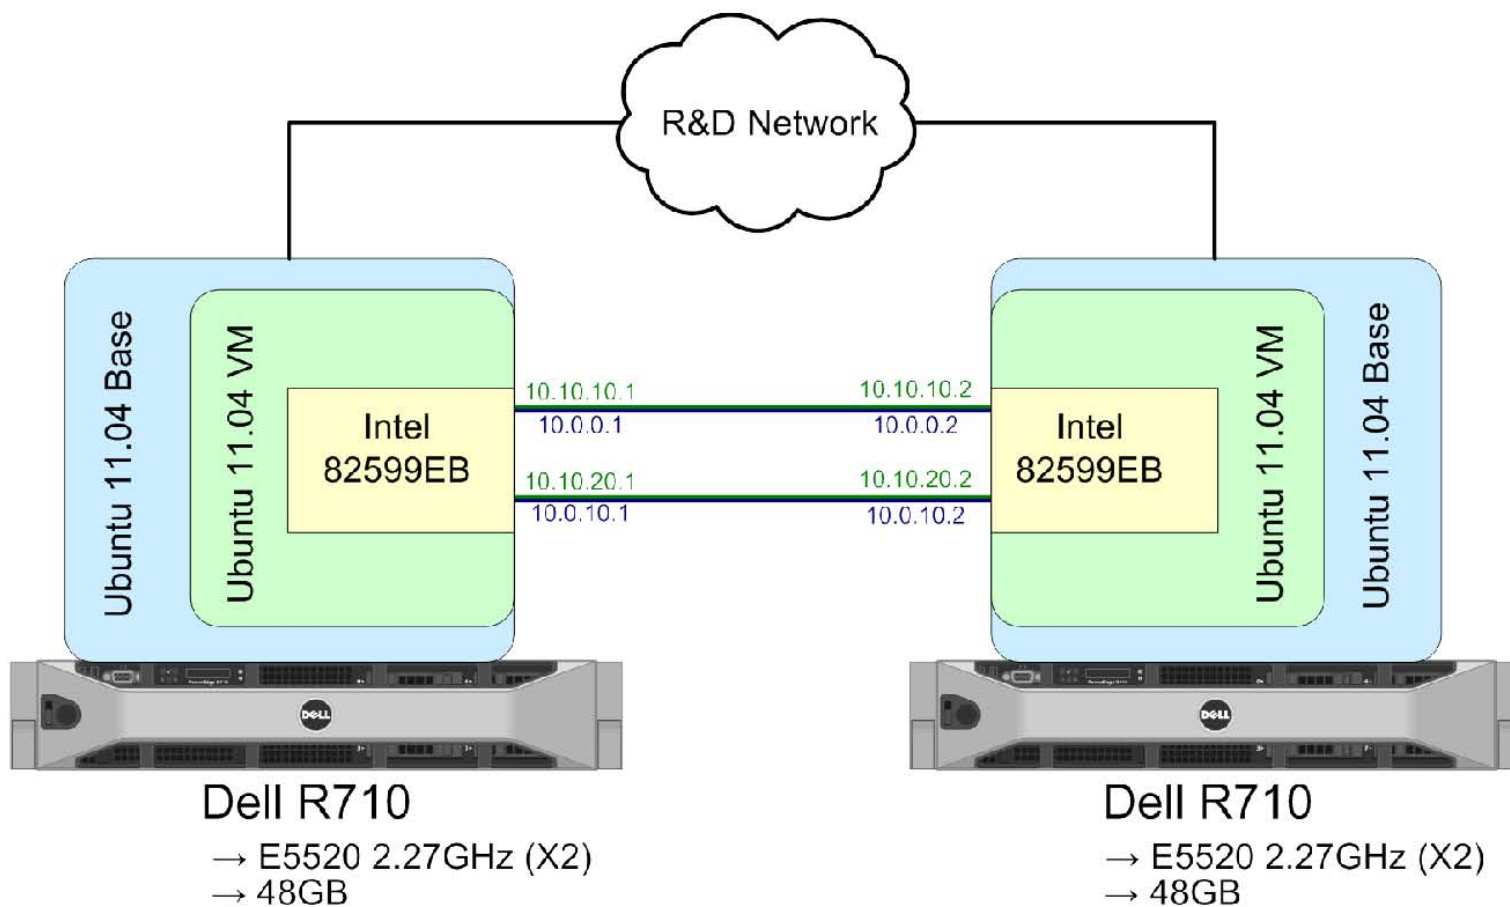 R&D Network
Ubuntu 11.04 Base
Ubuntu 11.04 VM
Intel
82599EB
10.10.10.1
10.0.0.1
10.10.20.1
10.0.10.1
10.10.10.2
10.0.0.2
10.10.20.2
10.0.10.2
Intel
82599EB
Ubuntu 11.04 VM
Ubuntu 11.04 Base
DELL
DELL
Dell R710
→ E5520 2.27GHz (X2)
→ 48GB
Dell R710
→ E5520 2.27GHz (X2)
→ 48GB